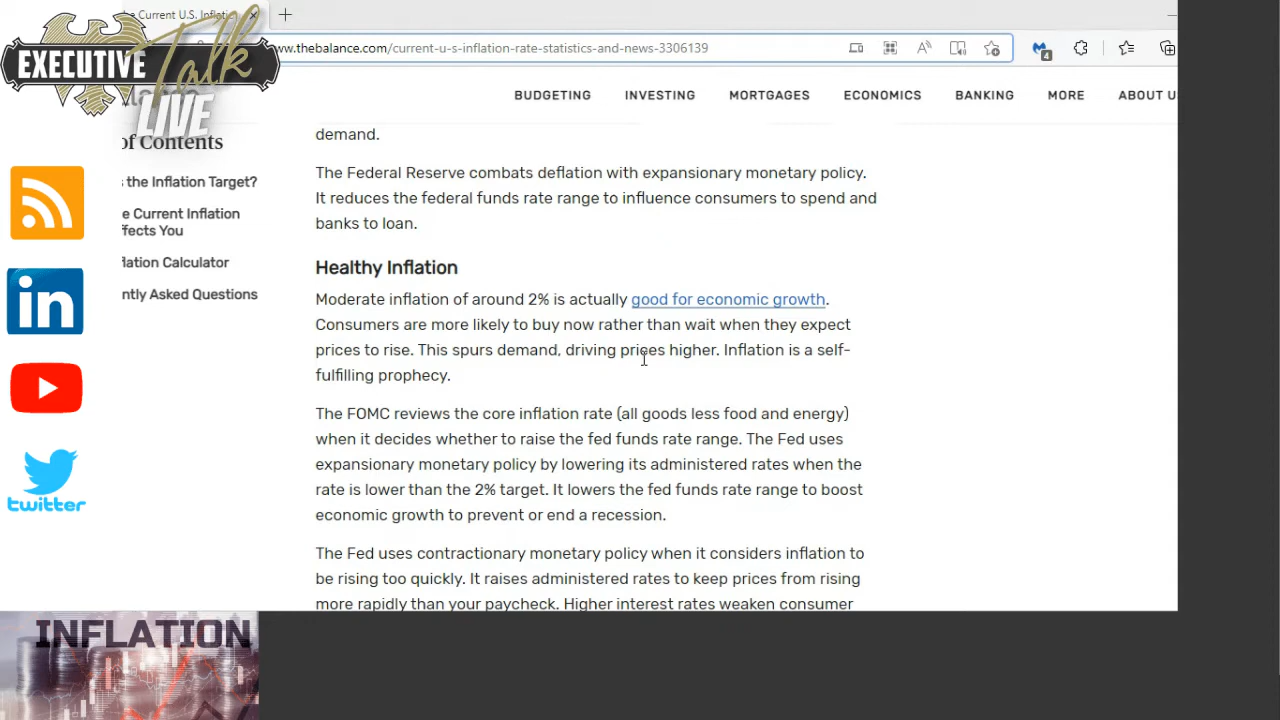 he Current U.S. Inflatio
EXECUTIVE
Talk
LIVE
www.thebalance.com/current-u-s-inflation-rate-statistics-and-news-3306139
4
BUDGETING INVESTING MORTGAGES ECONOMICS BANKING MORE ABOUT U
of Contents
s the Inflation Target?
e Current Inflation
ffects You
flation Calculator
ntly Asked Questions
demand.
The Federal Reserve combats deflation with expansionary monetary policy.
It reduces the federal funds rate range to influence consumers to spend and
banks to loan.
Healthy Inflation
Moderate inflation of around 2% is actually good for economic growth.
Consumers are more likely to buy now rather than wait when they expect
prices to rise. This spurs demand, driving prices higher. Inflation is a self-
fulfilling prophecy.
The FOMC reviews the core inflation rate (all goods less food and energy)
when it decides whether to raise the fed funds rate range. The Fed uses
expansionary monetary policy by lowering its administered rates when the
rate is lower than the 2% target. It lowers the fed funds rate range to boost
economic growth to prevent or end a recession.
The Fed uses contractionary monetary policy when it considers inflation to
be rising too quickly. It raises administered rates to keep prices from rising
more rapidly than your paycheck. Higher interest rates weaken consumer
in
twitter
INFLATION